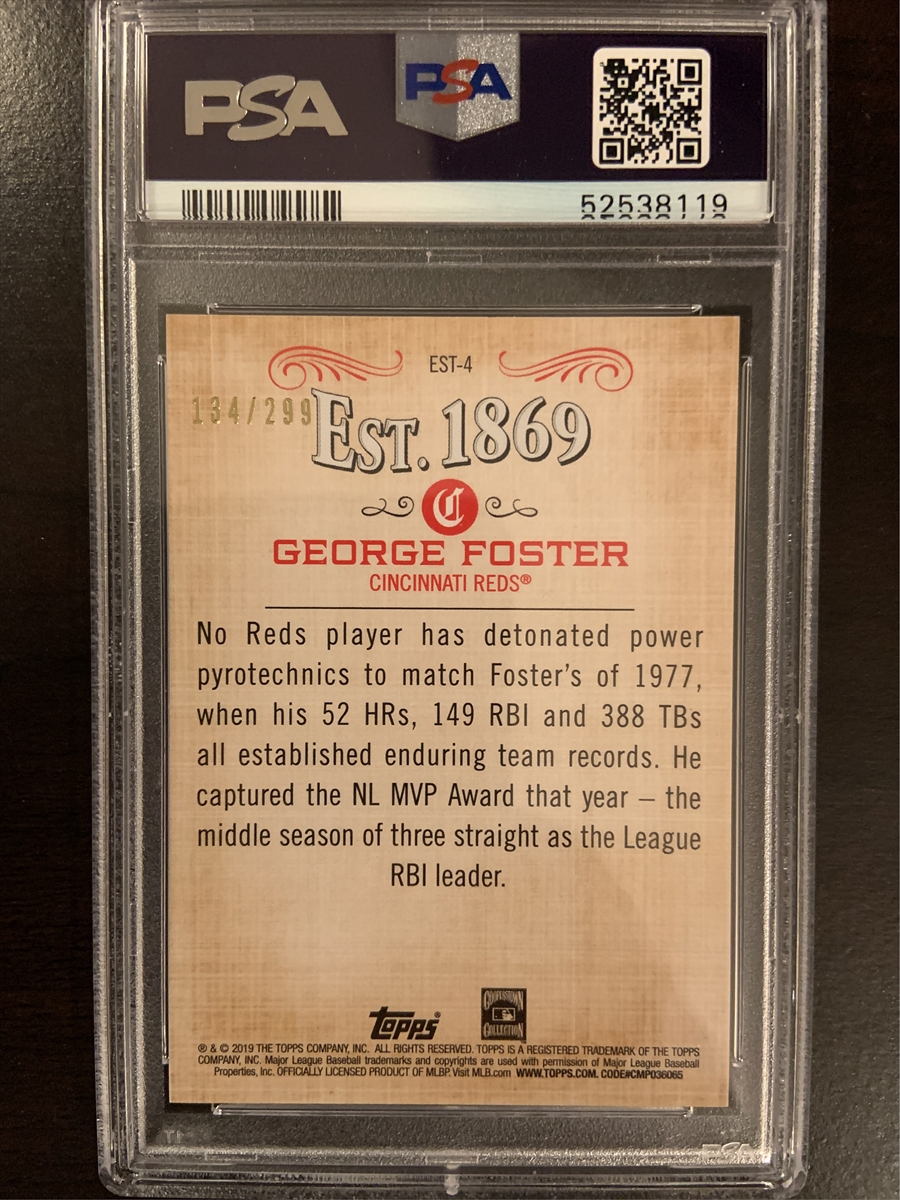 PSA
PSA
52538119
EST-4
134/299
EST. 1869
C
GEORGE FOSTER
CINCINNATI REDS®
No Reds player has detonated power
pyrotechnics to match Foster's of 1977,
when his 52 HRs, 149 RBI and 388 TBs
all established enduring team records. He
captured the NL MVP Award that year – the
middle season of three straight as the League
RBI leader.
topps®
COOPERSTOWN
COLLECTION
® & © 2019 THE TOPPS COMPANY, INC. ALL RIGHTS RESERVED. TOPPS IS A REGISTERED TRADEMARK OF THE TOPPS
COMPANY, INC. Major League Baseball trademarks and copyrights are used with permission of Major League Baseball
Properties, Inc. OFFICIALLY LICENSED PRODUCT OF MLBP. Visit MLB.com WWW.TOPPS.COM. CODE#CMP036065
PSA